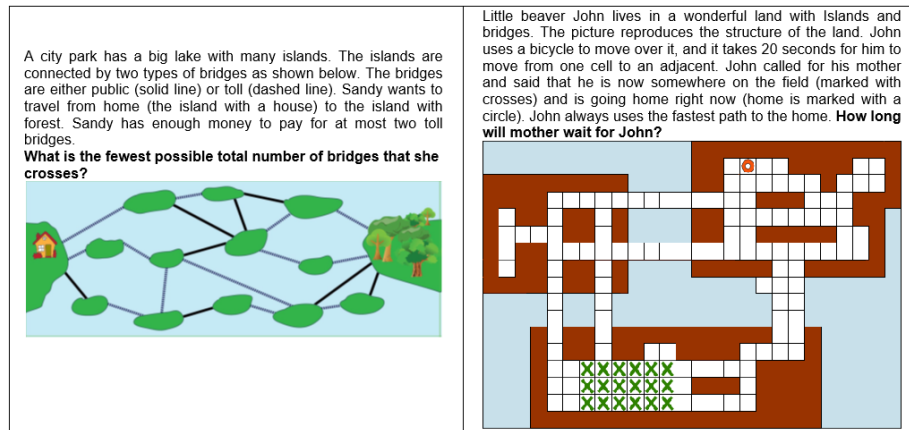 A city park has a big lake with many islands. The islands are
connected by two types of bridges as shown below. The bridges
are either public (solid line) or toll (dashed line). Sandy wants to
travel from home (the island with a house) to the island with
forest. Sandy has enough money to pay for at most two toll
bridges.
What is the fewest possible total number of bridges that she
crosses?
Little beaver John lives in a wonderful land with Islands and
bridges. The picture reproduces the structure of the land. John
uses a bicycle to move over it, and it takes 20 seconds for him to
move from one cell to an adjacent. John called for his mother
and said that he is now somewhere on the field (marked with
crosses) and is going home right now (home is marked with a
circle). John always uses the fastest path to the home. How long
will mother wait for John?